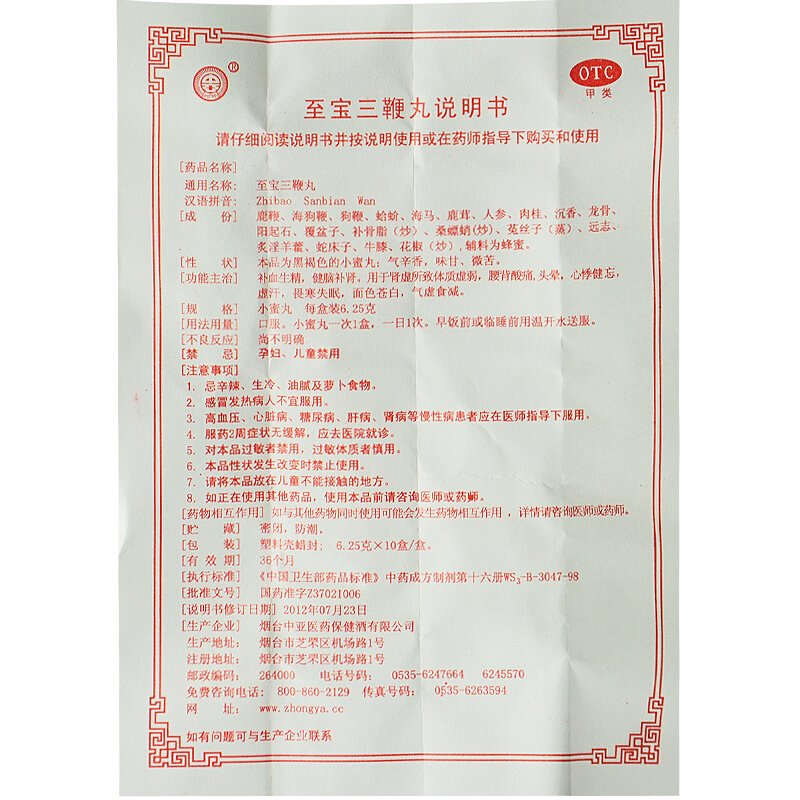 ®
OTC
甲类
至宝三鞭丸说明书
请仔细阅读说明书并按说明使用或在药师指导下购买和使用
[药品名称]
通用名称: 至宝三鞭丸
汉语拼音: Zhibao Sanbian Wan
[成 份] 鹿鞭、海狗鞭、狗鞭、蛤蚧、海马、鹿茸、人参、肉桂、沉香、龙骨、
阳起石、覆盆子、补骨脂（炒）、桑螵蛸(炒)、菟丝子（蒸）、远志、
炙淫羊藿、蛇床子、牛膝、花椒（炒）,辅料为蜂蜜。
[性 状] 本品为黑褐色的小蜜丸；气辛香，味甘、微苦。
[功能主治] 补血生精，健脑补肾。用于肾虚所致体质虚弱，腰背酸痛,头晕，心悸健忘，
虚汗，畏寒失眠，面色苍白，气虚食减。
[规 格] 小蜜丸 每盒装6.25克
[用法用量] 口服。小蜜丸一次1盒，一日1次。早饭前或临睡前用温开水送服。
[不良反应] 尚不明确
[禁 忌] 孕妇、儿童禁用
[注意事项]
1. 忌辛辣、生冷、油腻及萝卜食物。
2. 感冒发热病人不宜服用。
3. 高血压、心脏病、糖尿病、肝病、肾病等慢性病患者应在医师指导下服用。
4. 服药2周症状无缓解，应去医院就诊。
5. 对本品过敏者禁用，过敏体质者慎用。
6. 本品性状发生改变时禁止使用。
7. 请将本品放在儿童不能接触的地方。
8. 如正在使用其他药品，使用本品前请咨询医师或药师。
[药物相互作用] 如与其他药物同时使用可能会发生药物相互作用，详情请咨询医师或药师。
[贮 藏] 密闭，防潮。
[包 装] 塑料壳蜡封；6.25克×10盒/盒。
[有 效 期] 36个月
[执行标准] 《中国卫生部药品标准》中药成方制剂第十六册WS₃-B-3047-98
[批准文号] 国药准字Z37021006
[说明书修订日期] 2012年07月23日
[生产企业] 烟台中亚医药保健酒有限公司
生产地址: 烟台市芝罘区机场路1号
注册地址: 烟台市芝罘区机场路1号
邮政编码: 264000 电话号码: 0535-6247664 6245570
免费咨询电话: 800-860-2129 传真号码: 0535-6263594
网 址: www.zhongya.cc
如有问题可与生产企业联系